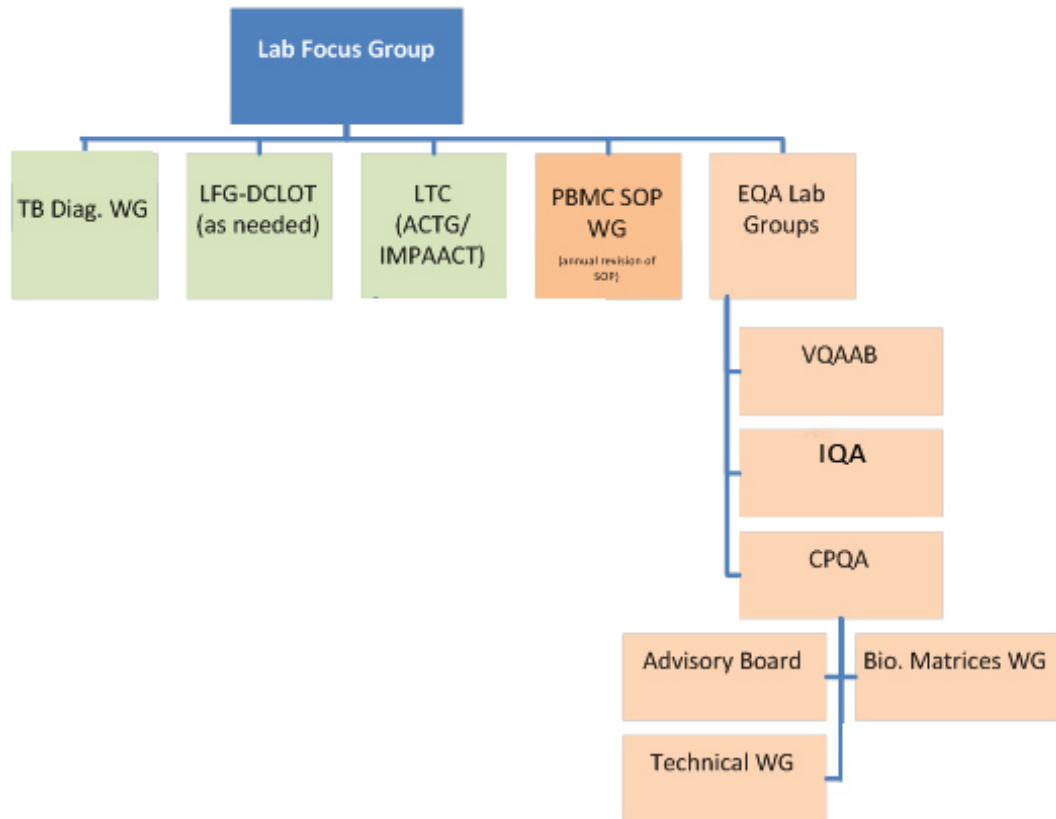 Lab Focus Group
TB Diag. WG
LFG-DCLOT
(as needed)
LTC
(ACTG/
IMPAACT)
PBMC SOP
WG
(annual revision of
SOP)
EQA Lab
Groups
VQAAB
IQA
CPQA
Advisory Board
Bio. Matrices WG
Technical WG